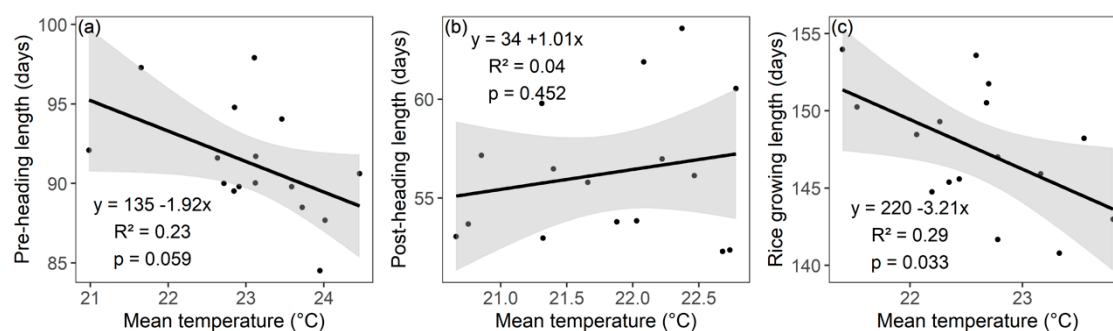 (a)
Pre-heading length (days)
100
95
90
85
y = 135 -1.92x
R² = 0.23
p = 0.059
21
22
23
24
Mean temperature (°C)
(b)
Post-heading length (days)
60
55
y = 34 +1.01x
R² = 0.04
p = 0.452
21.0
21.5
22.0
22.5
Mean temperature (°C)
(c)
Rice growing length (days)
155
150
145
140
y = 220 -3.21x
R² = 0.29
p = 0.033
22
23
Mean temperature (°C)